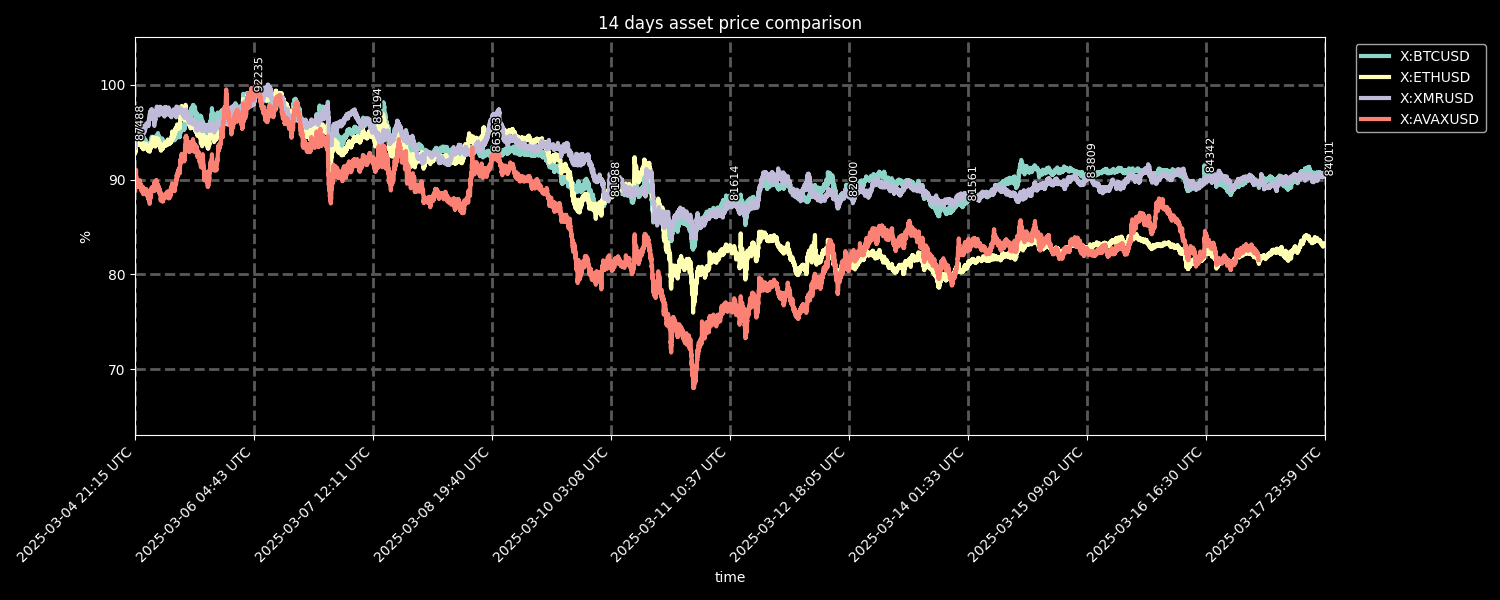 14 days asset price comparison
X:BTCUSD
X:ETHUSD
X:XMRUSD
X:AVAXUSD
%
100
90
80
70
87488
92235
89194
86363
81988
81614
82000
81561
83809
84342
84011
2025-03-04 21:15 UTC
2025-03-06 04:43 UTC
2025-03-07 12:11 UTC
2025-03-08 19:40 UTC
2025-03-10 03:08 UTC
2025-03-11 10:37 UTC
2025-03-12 18:05 UTC
2025-03-14 01:33 UTC
2025-03-15 09:02 UTC
2025-03-16 16:30 UTC
2025-03-17 23:59 UTC
time